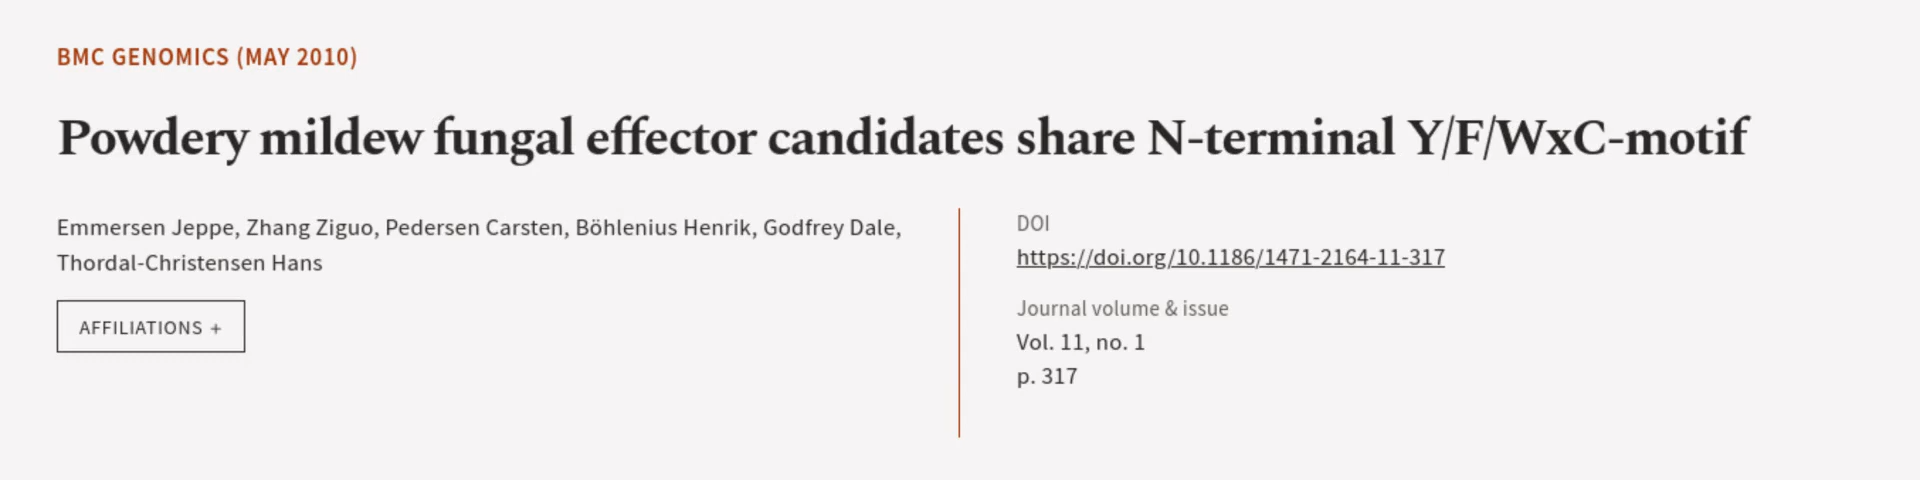 BMC GENOMICS (MAY 2010)
Powdery mildew fungal effector candidates share N-terminal Y/F/WxC-motif
Emmersen Jeppe, Zhang Ziguo, Pedersen Carsten, Böhlenius Henrik, Godfrey Dale,
Thordal-Christensen Hans
AFFILIATIONS +
DOI
https://doi.org/10.1186/1471-2164-11-317
Journal volume & issue
Vol. 11, no. 1
p. 317